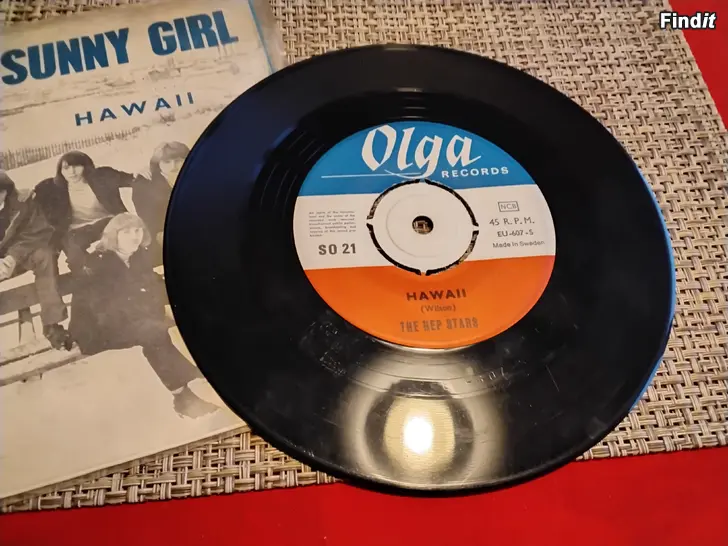 Findit
SUNNY GIRL
HAWAII
Olga
RECORDS
NCB
45 R.P.M.
EU-607-S
Made in Sweden
SO 21
HAWAII
(Wilson)
THE HEP STARS